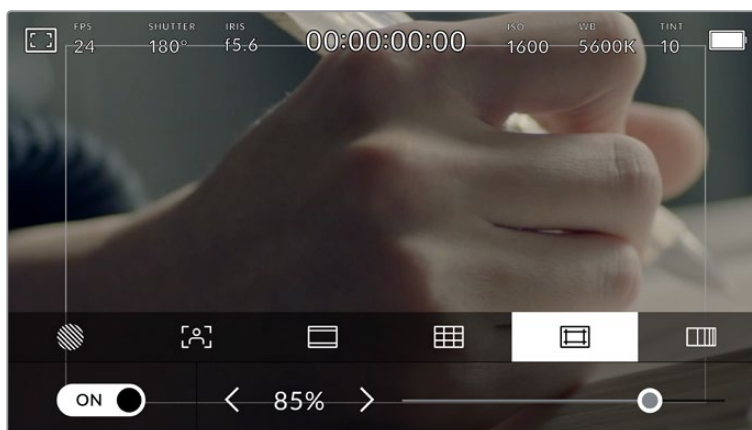 FPS SHUTTER IRIS ISO WB TINT
24 180° f5.6 00:00:00:00 1600 5600K 10
ON 85%